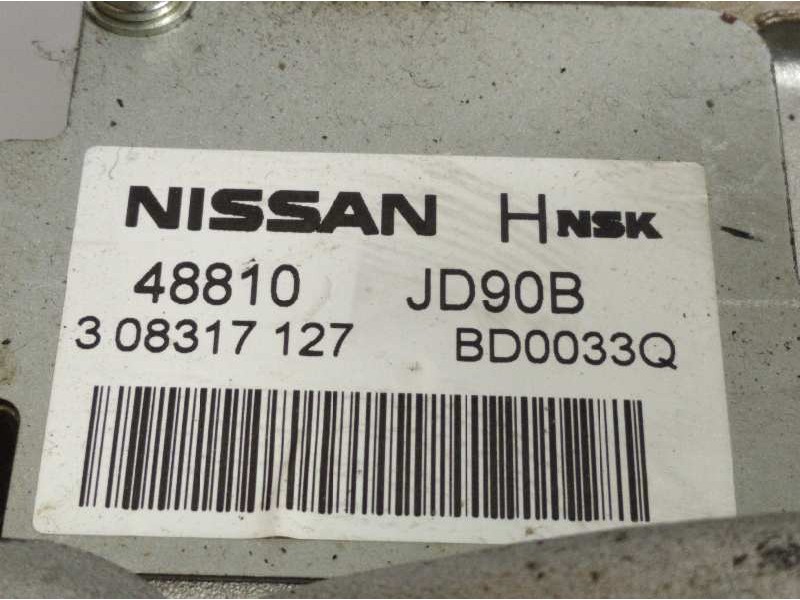 NISSAN H NSK
48810 JD90B
3 08317 127 BD0033Q